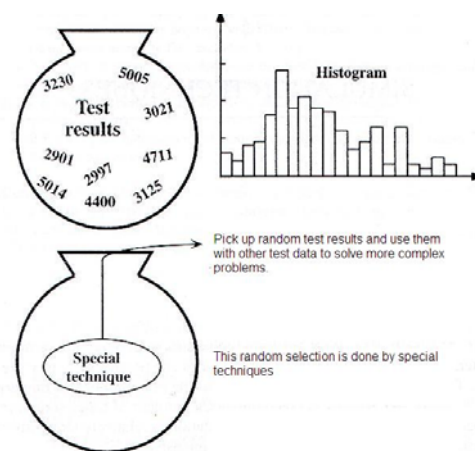 3230
5005
Test
results
3021
2901
2997
4711
5014
4400
3125
Histogram
Pick up random test results and use them
with other test data to solve more complex
problems.
Special
technique
This random selection is done by special
techniques